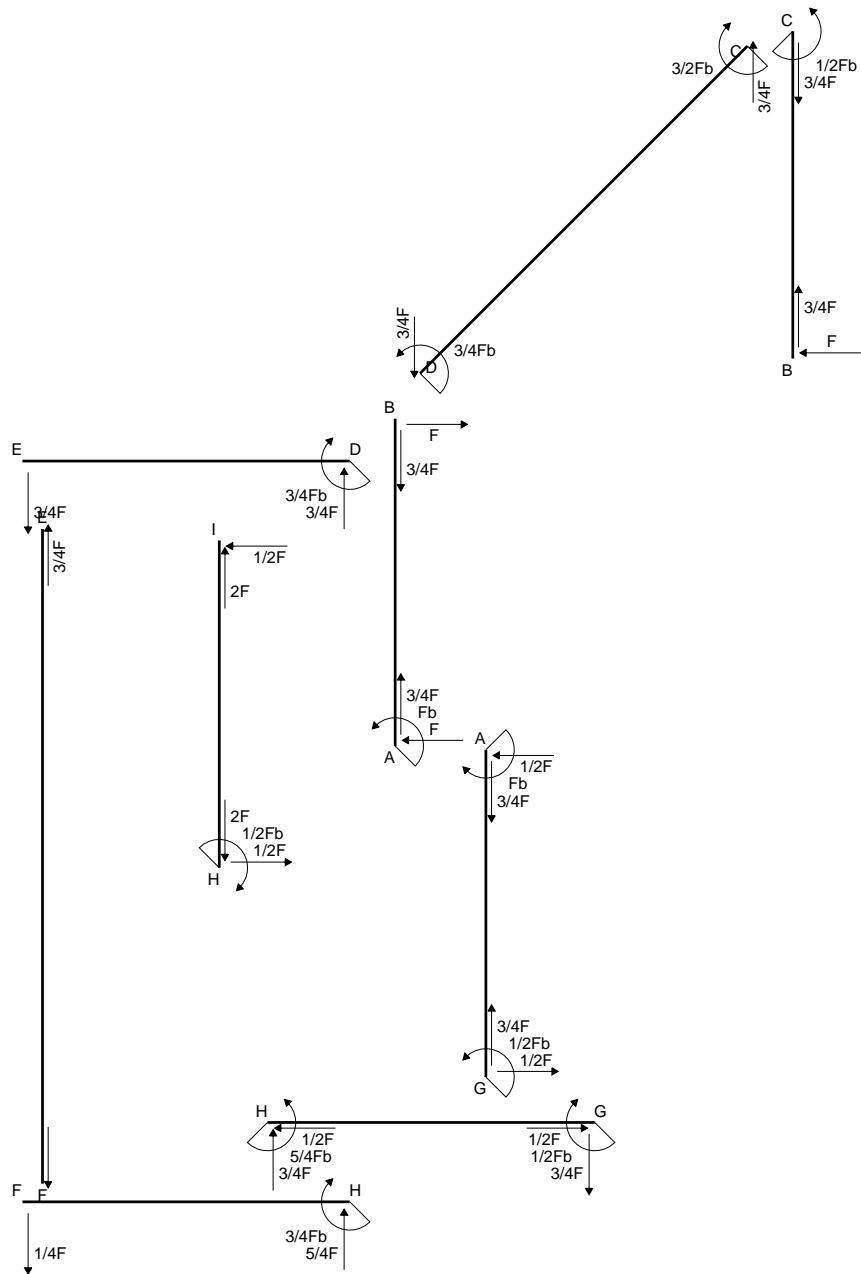 C
C
3/2Fb
3/4F
1/2Fb
3/4F
3/4F
F
B
3/4F
3/4Fb
D
B
F
3/4F
E
D
3/4Fb
3/4F
3/4F
E
3/4F
I
1/2F
2F
3/4F
Fb
F
A
A
1/2F
Fb
3/4F
2F
1/2Fb
1/2F
H
3/4F
1/2Fb
1/2F
G
H
G
1/2F
5/4Fb
3/4F
1/2F
1/2Fb
3/4F
F
F
H
3/4Fb
5/4F
1/4F